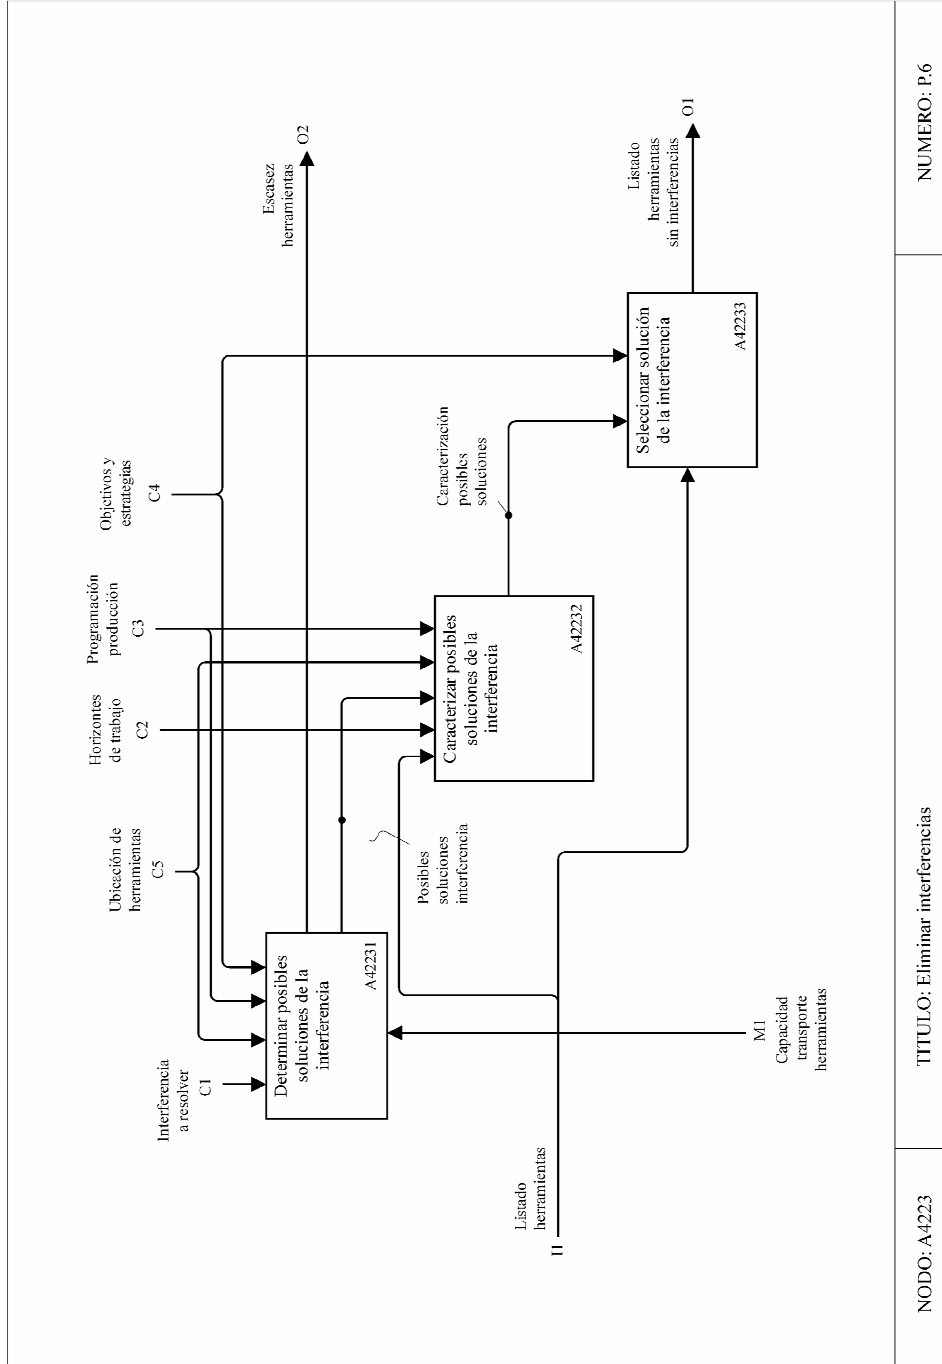 Interferencia
a resolver
C1
Ubicación de
herramientas
C5
Horizontes
de trabajo
C2
Programación
producción
C3
Objetivos y
estrategias
C4
Escasez
herramientas
O2
Determinar posibles
soluciones de la
interferencia
A42231
Posibles
soluciones
interferencia
Caracterizar posibles
soluciones de la
interferencia
A42232
Caracterización
posibles
soluciones
Seleccionar solución
de la interferencia
A42233
Listado
herramientas
sin interferencias
O1
Listado
herramientas
I1
M1
Capacidad
transporte
herramientas
NODO: A4223
TITULO: Eliminar interferencias
NUMERO: P.6